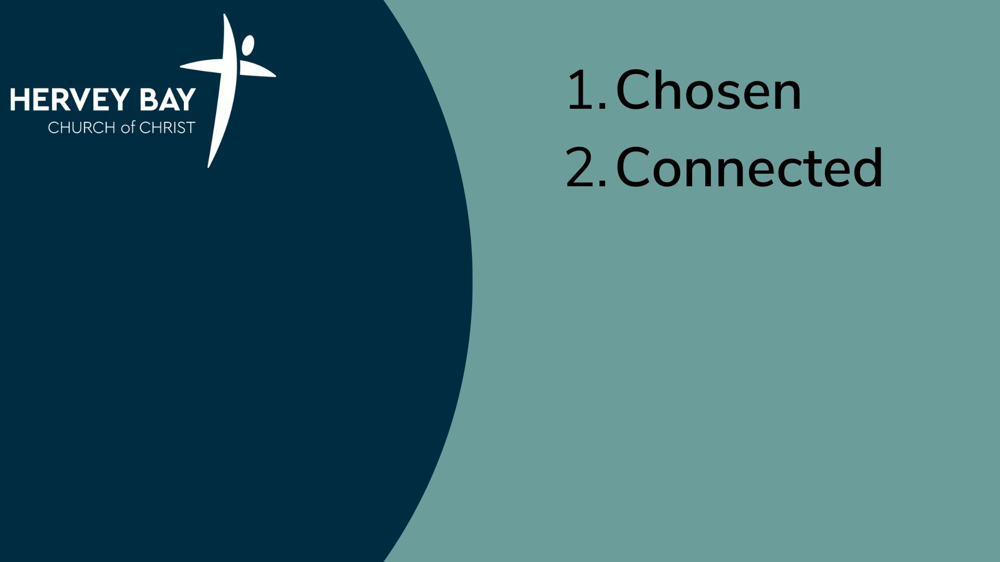 HERVEY BAY
CHURCH of CHRIST
1. Chosen
2. Connected